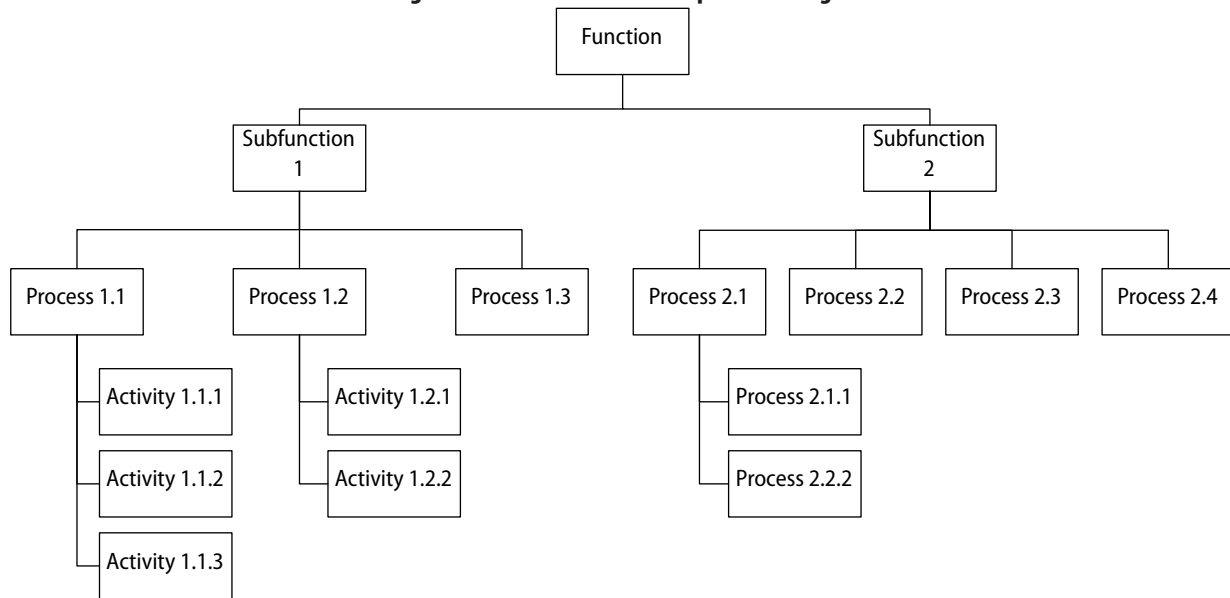 Function
Subfunction
1
Subfunction
2
Process 1.1
Process 1.2
Process 1.3
Process 2.1
Process 2.2
Process 2.3
Process 2.4
Activity 1.1.1
Activity 1.2.1
Process 2.1.1
Activity 1.1.2
Activity 1.2.2
Process 2.2.2
Activity 1.1.3